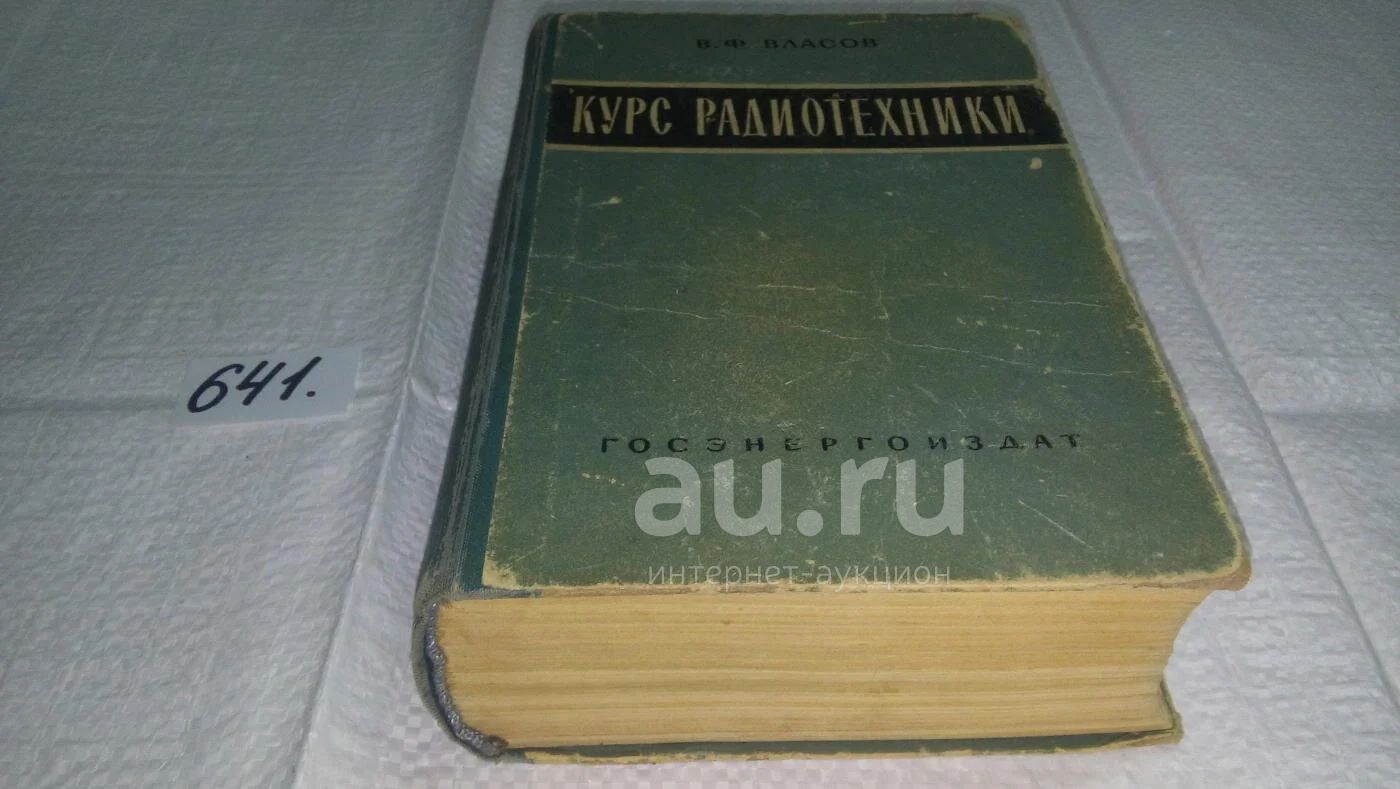 В. Ф. ВЛАСОВ
КУРС РАДИОТЕХНИКИ
641.
ГОСЭНЕРГОИЗДАТ
au.ru
интернет-аукцион